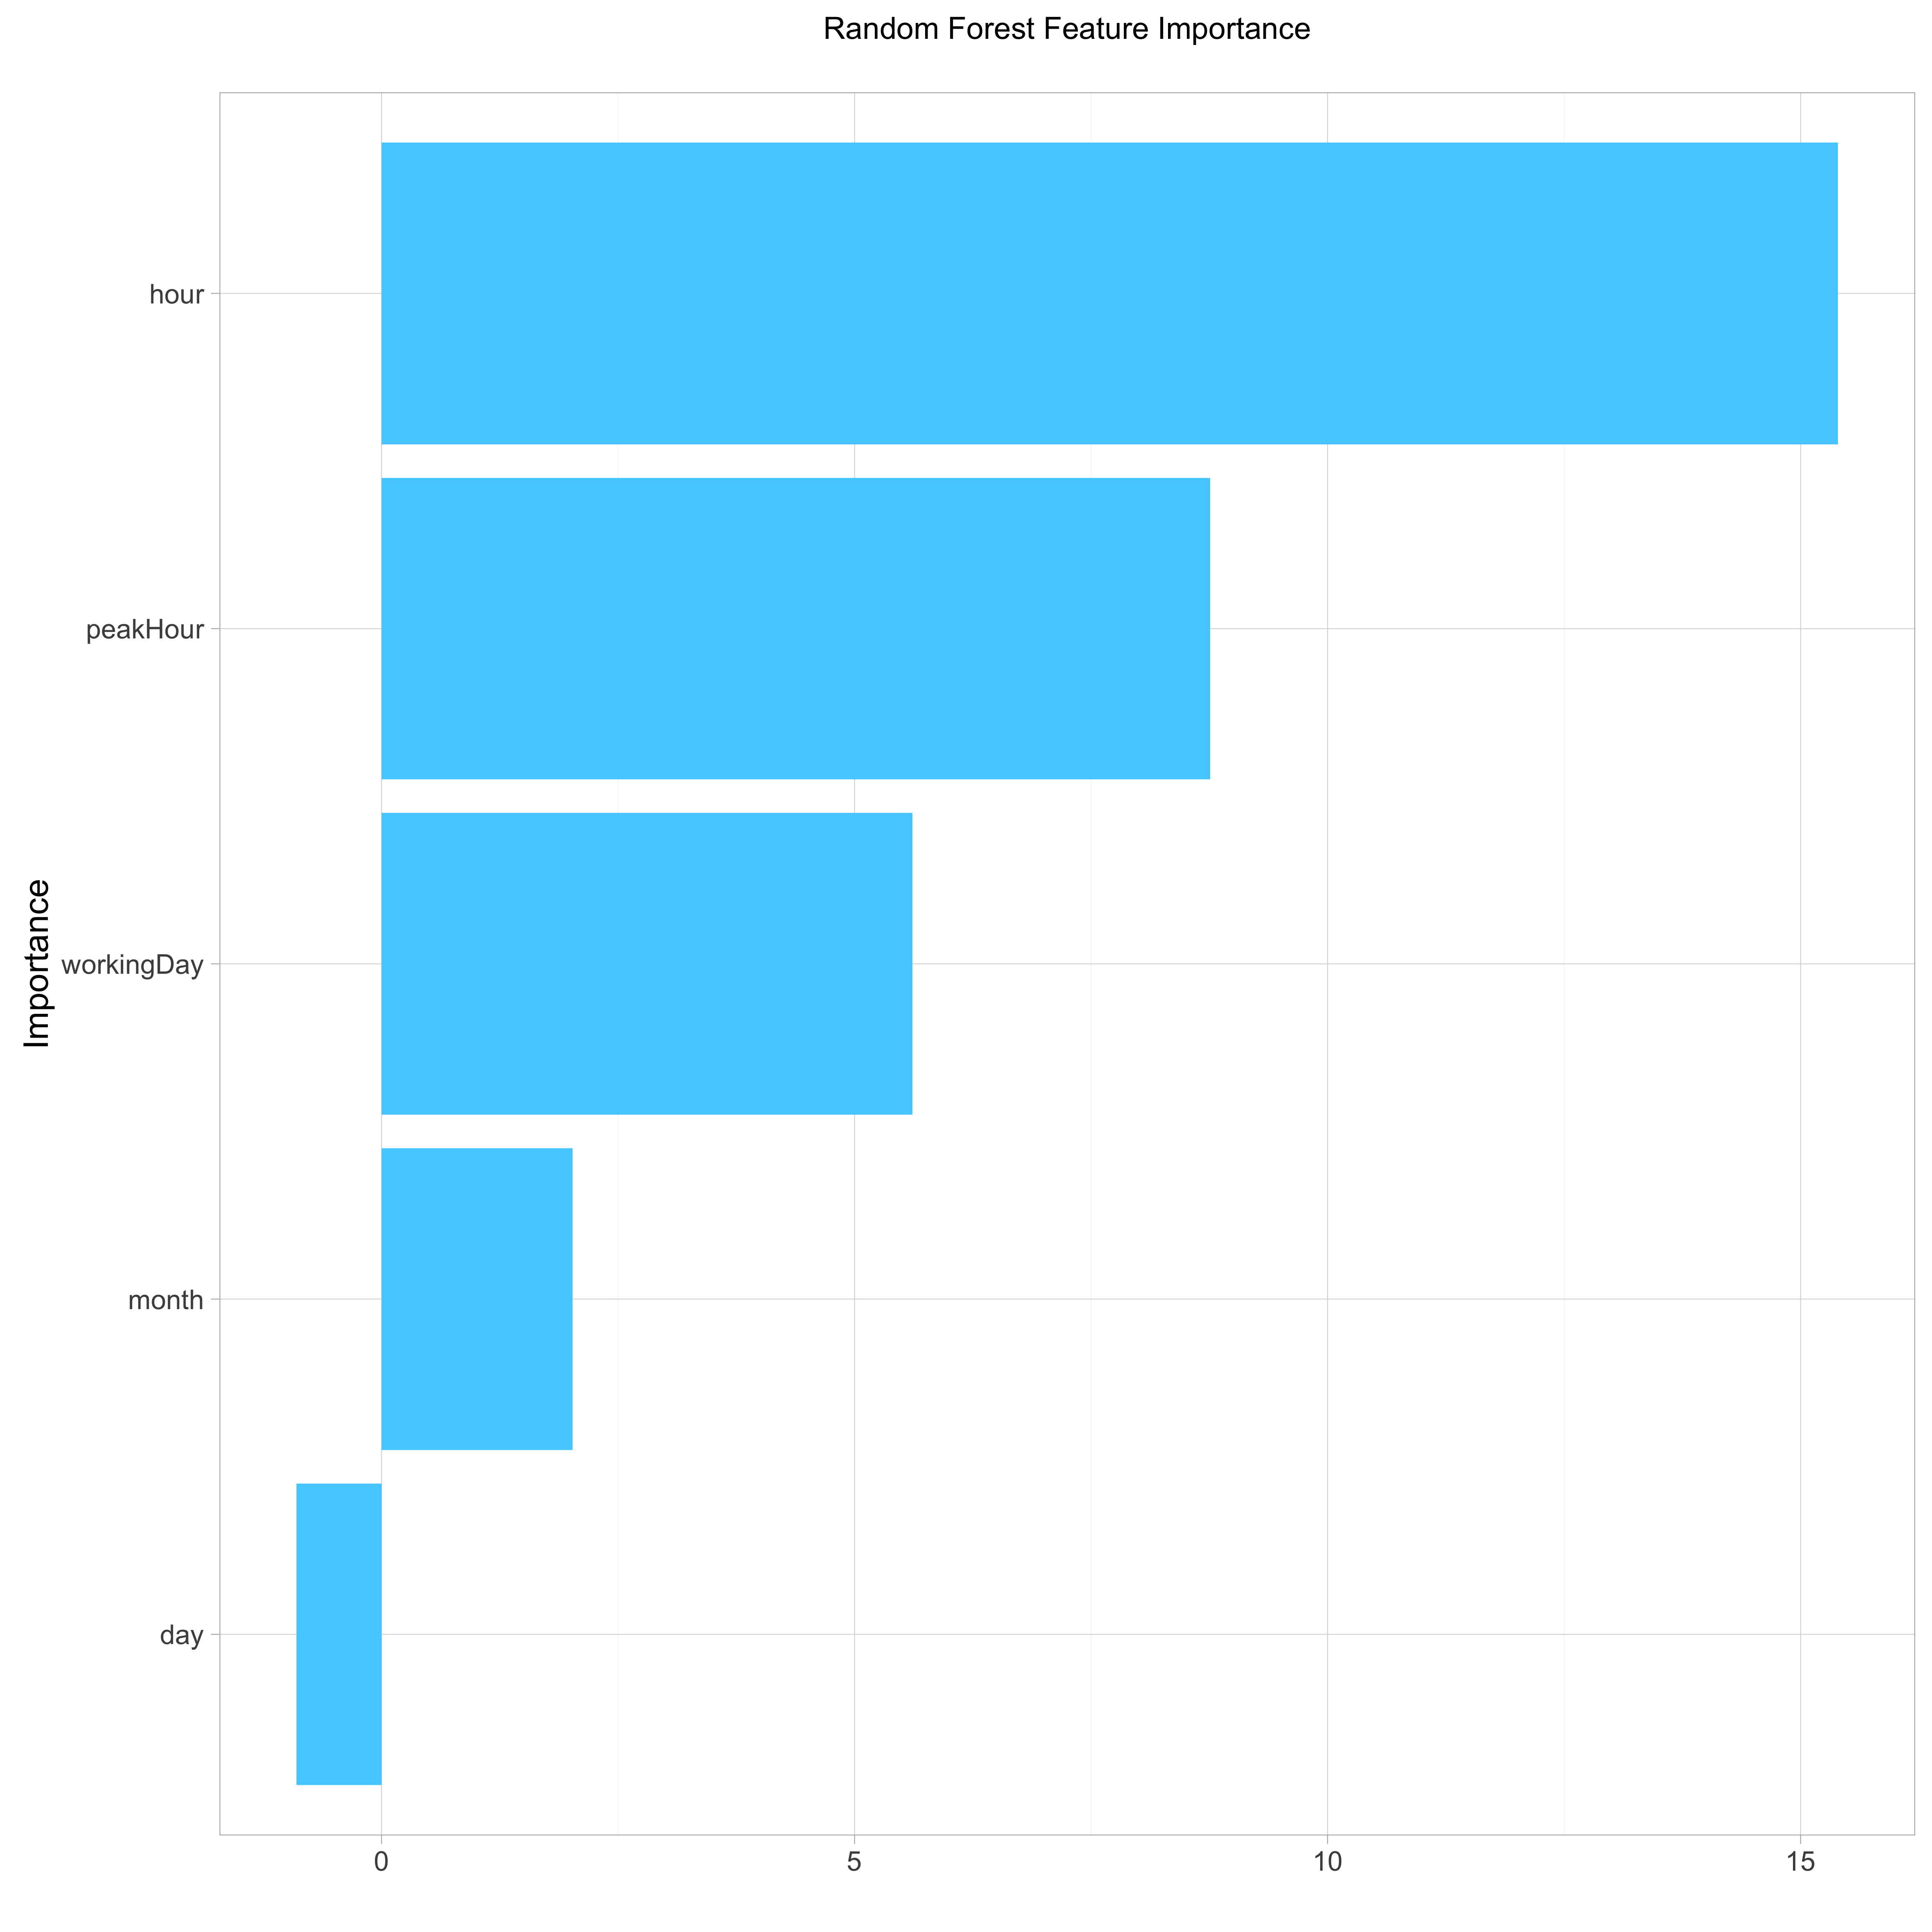 Random Forest Feature Importance
hour
peakHour
workingDay
month
day
Importance
0 5 10 15